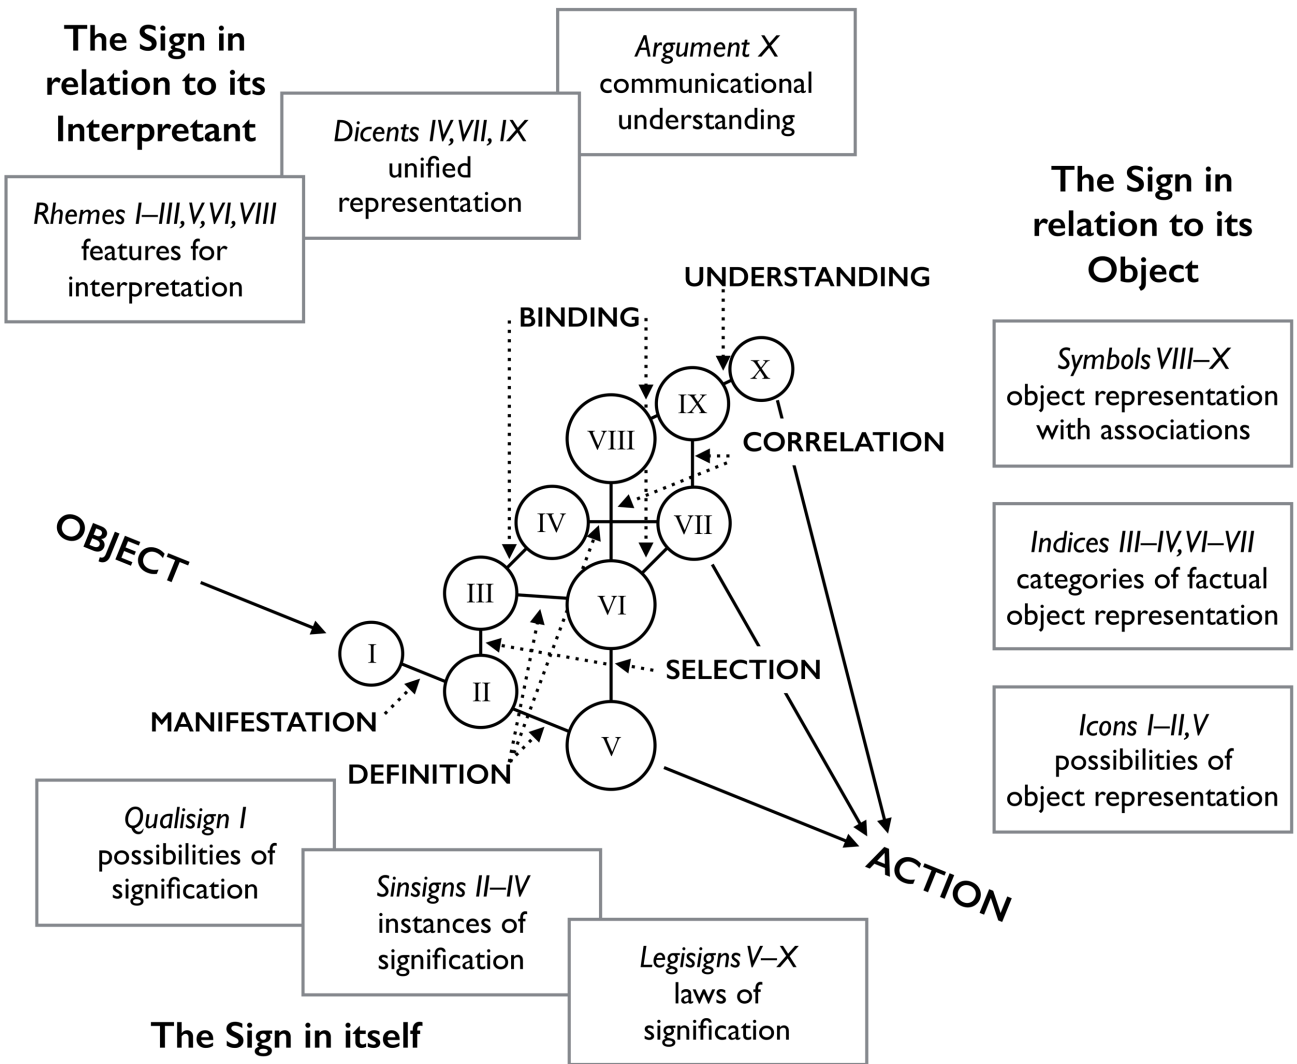 The Sign in
relation to its
Interpretant
Argument X
communicational
understanding
Dicents IV, VII, IX
unified
representation
Rhemes I–III, V, VI, VIII
features for
interpretation
The Sign in
relation to its
Object
Symbols VIII–X
object representation
with associations
Indices III–IV, VI–VII
categories of factual
object representation
Icons I–II, V
possibilities of
object representation
UNDERSTANDING
BINDING
X
IX
VIII
CORRELATION
IV
VII
OBJECT
III
VI
I
II
SELECTION
MANIFESTATION
V
DEFINITION
ACTION
Qualisign I
possibilities of
signification
Sinsigns II–IV
instances of
signification
Legisigns V–X
laws of
signification
The Sign in itself